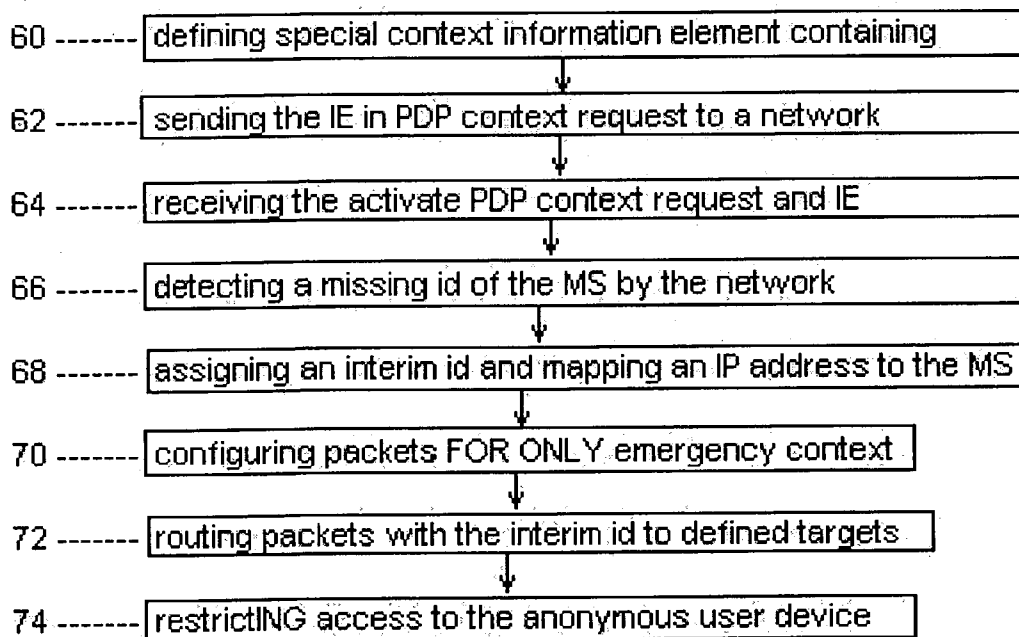 60 ------- defining special context information element containing
62 ------- sending the IE in PDP context request to a network
64 ------- receiving the activate PDP context request and IE
66 ------- detecting a missing id of the MS by the network
68 ------- assigning an interim id and mapping an IP address to the MS
70 ------- configuring packets FOR ONLY emergency context
72 ------- routing packets with the interim id to defined targets
74 ------- restrictING access to the anonymous user device